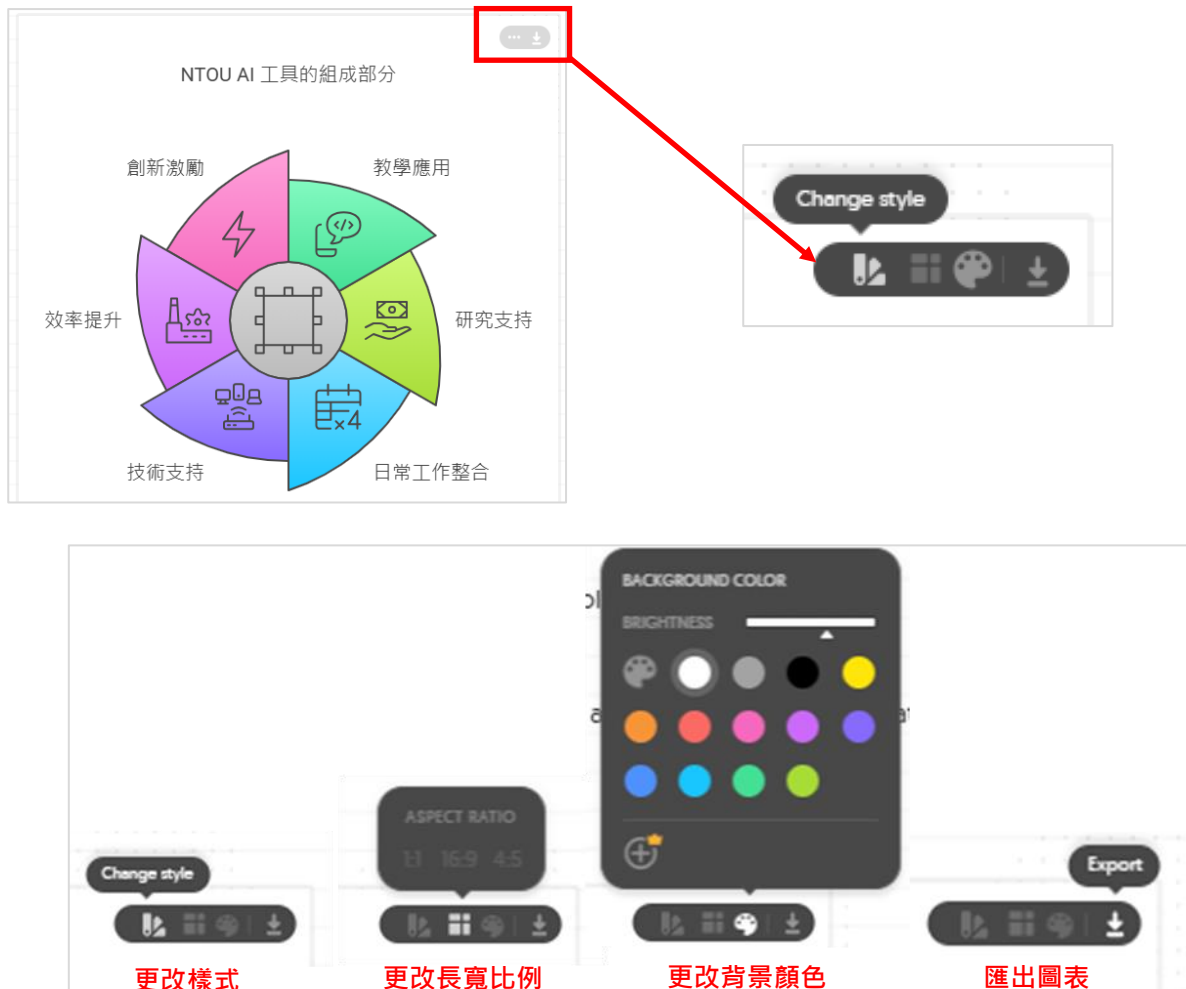 NTOU AI 工具的組成部分
創新激勵
教學應用
效率提升
研究支持
x4
技術支持
日常工作整合
Change style
BACKGROUND COLOR
BRIGHTNESS
ASPECT RATIO
1:1 16:9 4:5
Change style
Export
更改樣式
更改長寬比例
更改背景顏色
匯出圖表